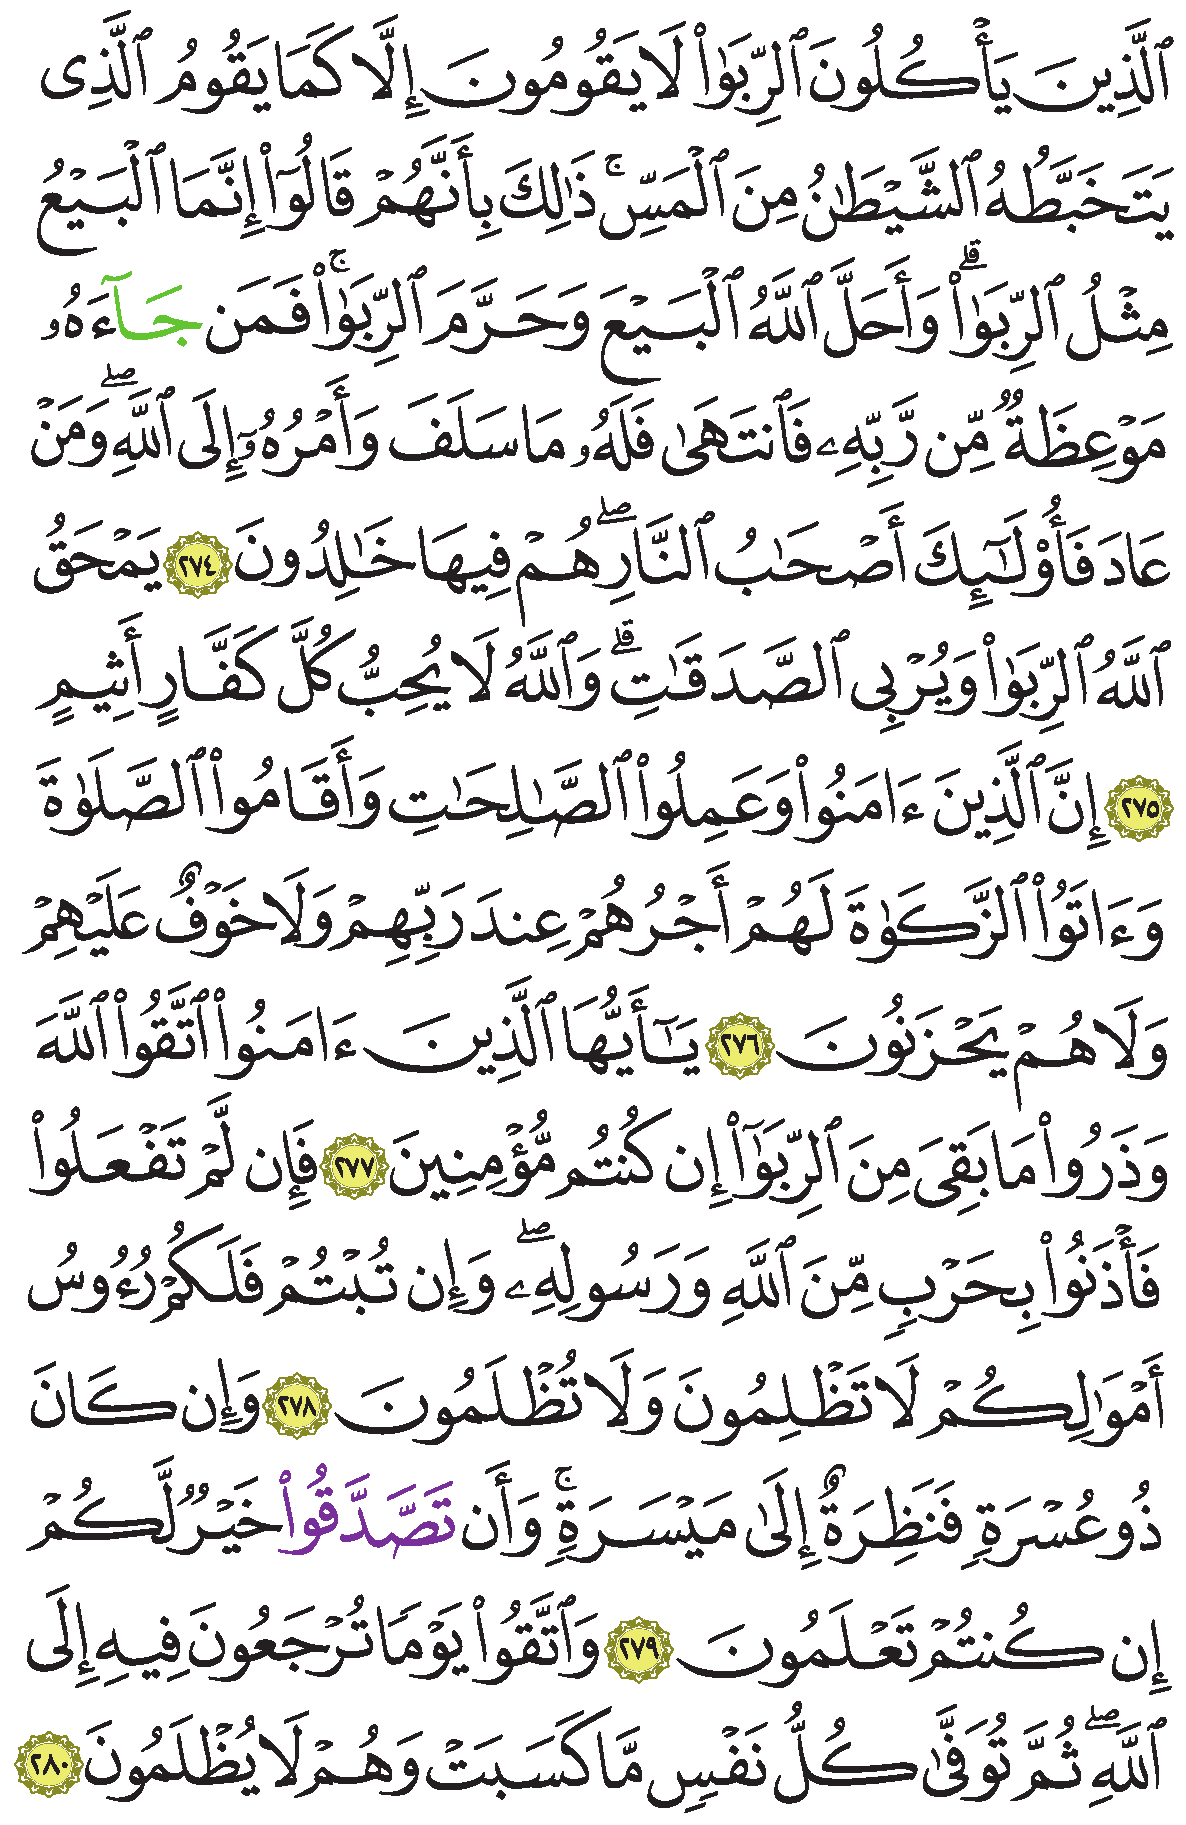 ٱلَّذِينَ يَأۡكُلُونَ ٱلرِّبَوٰاْ لَا يَقُومُونَ إِلَّا كَمَا يَقُومُ ٱلَّذِي
يَتَخَبَّطُهُ ٱلشَّيۡطَٰنُ مِنَ ٱلۡمَسِّۚ ذَٰلِكَ بِأَنَّهُمۡ قَالُوٓاْ إِنَّمَا ٱلۡبَيۡعُ
مِثۡلُ ٱلرِّبَوٰاْۗ وَأَحَلَّ ٱللَّهُ ٱلۡبَيۡعَ وَحَرَّمَ ٱلرِّبَوٰاْۚ فَمَن جَآءَهُۥ
مَوۡعِظَةٞ مِّن رَّبِّهِۦ فَٱنتَهَىٰ فَلَهُۥ مَا سَلَفَ وَأَمۡرُهُۥٓ إِلَى ٱللَّهِۖ وَمَنۡ
عَادَ فَأُوْلَٰٓئِكَ أَصۡحَٰبُ ٱلنَّارِۖ هُمۡ فِيهَا خَٰلِدُونَ ٢٧٤ يَمۡحَقُ
ٱللَّهُ ٱلرِّبَوٰاْ وَيُرۡبِي ٱلصَّدَقَٰتِۗ وَٱللَّهُ لَا يُحِبُّ كُلَّ كَفَّارٍ أَثِيمٍ
٢٧٥ إِنَّ ٱلَّذِينَ ءَامَنُواْ وَعَمِلُواْ ٱلصَّٰلِحَٰتِ وَأَقَامُواْ ٱلصَّلَوٰةَ
وَءَاتَوُاْ ٱلزَّكَوٰةَ لَهُمۡ أَجۡرُهُمۡ عِندَ رَبِّهِمۡ وَلَا خَوۡفٌ عَلَيۡهِمۡ
وَلَا هُمۡ يَحۡزَنُونَ ٢٧٦ يَٰٓأَيُّهَا ٱلَّذِينَ ءَامَنُواْ ٱتَّقُواْ ٱللَّهَ
وَذَرُواْ مَا بَقِيَ مِنَ ٱلرِّبَوٰٓاْ إِن كُنتُم مُّؤۡمِنِينَ ٢٧٧ فَإِن لَّمۡ تَفۡعَلُواْ
فَأۡذَنُواْ بِحَرۡبٖ مِّنَ ٱللَّهِ وَرَسُولِهِۦۖ وَإِن تُبۡتُمۡ فَلَكُمۡ رُءُوسُ
أَمۡوَٰلِكُمۡ لَا تَظۡلِمُونَ وَلَا تُظۡلَمُونَ ٢٧٨ وَإِن كَانَ
ذُو عُسۡرَةٖ فَنَظِرَةٌ إِلَىٰ مَيۡسَرَةٖۚ وَأَن تَصَّدَّقُواْ خَيۡرٞ لَّكُمۡ
إِن كُنتُمۡ تَعۡلَمُونَ ٢٧٩ وَٱتَّقُواْ يَوۡمٗا تُرۡجَعُونَ فِيهِ إِلَى
ٱللَّهِۖ ثُمَّ تُوَفَّىٰ كُلُّ نَفۡسٖ مَّا كَسَبَتۡ وَهُمۡ لَا يُظۡلَمُونَ ٢٨٠